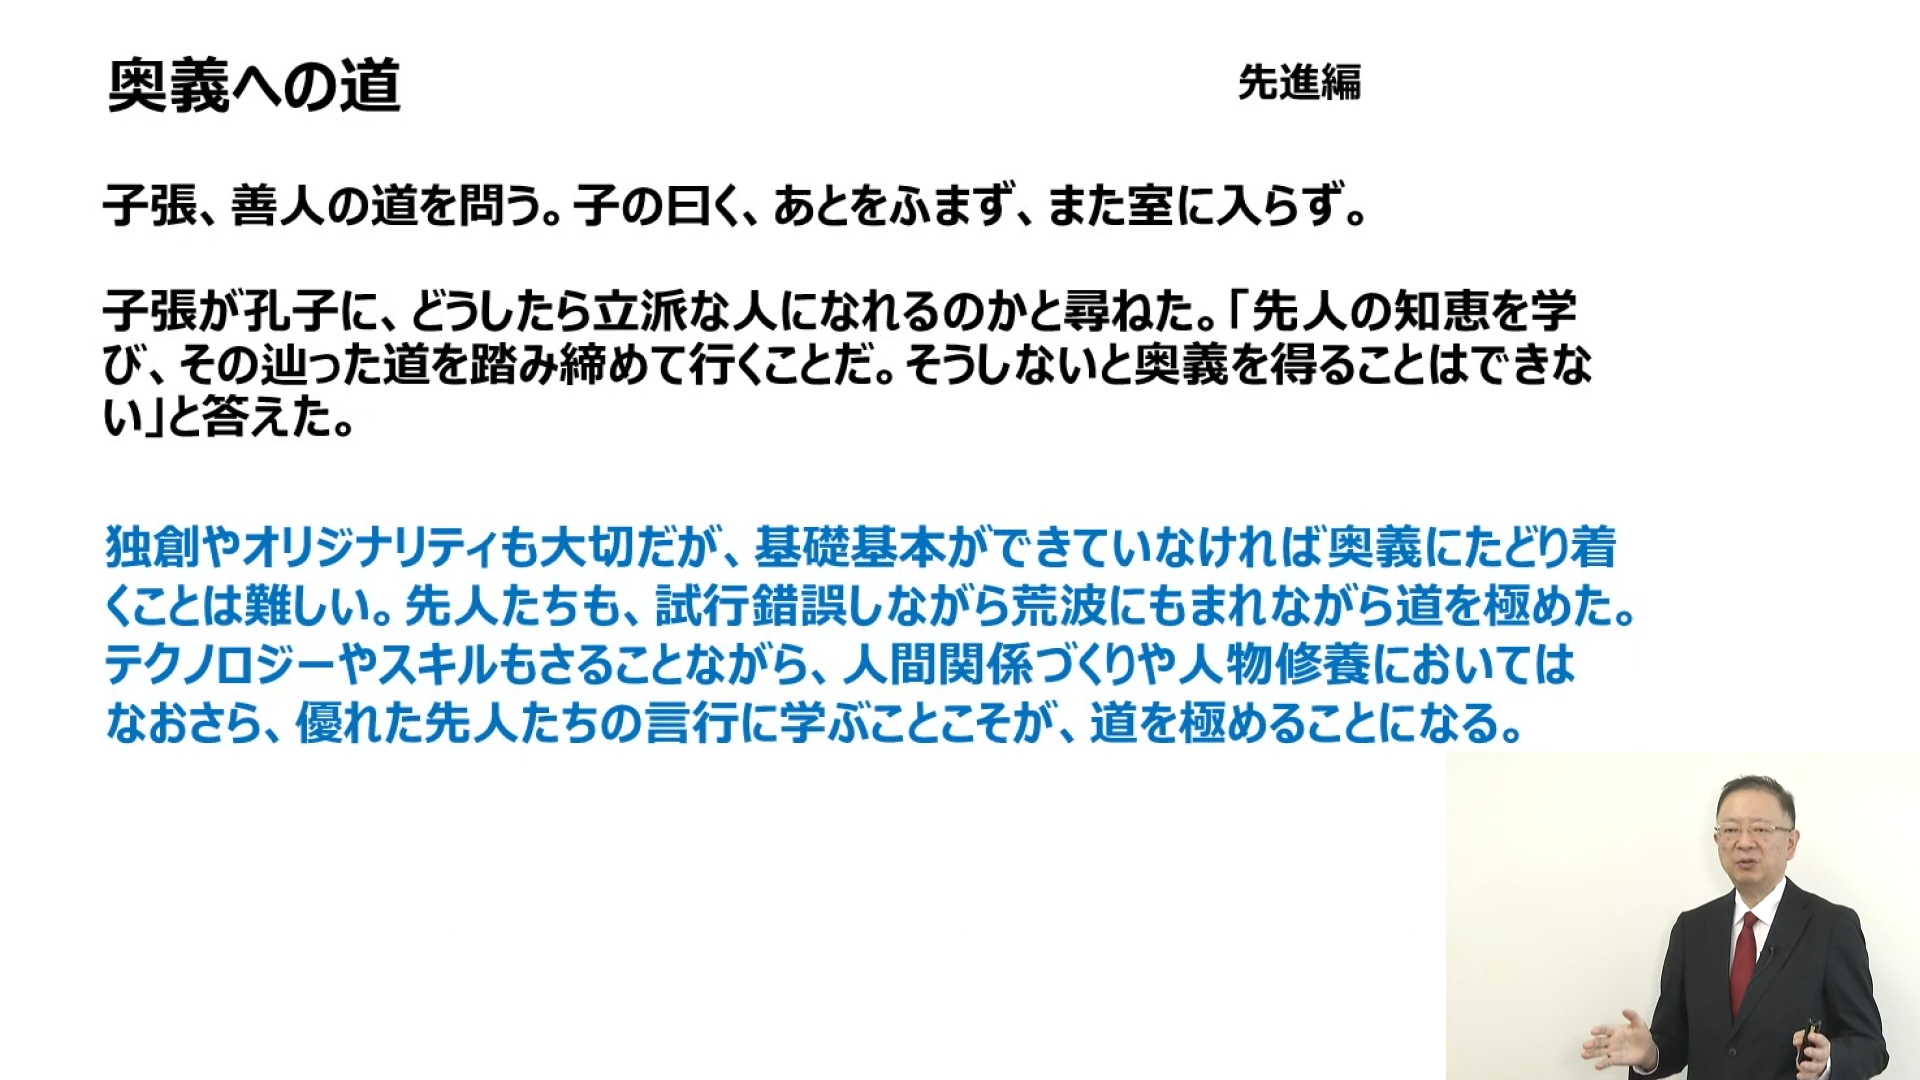 奥義への道
先進編
子張、善人の道を問う。子の曰く、あとをふまず、また室に入らず。
子張が孔子に、どうしたら立派な人になれるのかと尋ねた。「先人の知恵を学
び、その辿った道を踏み締めて行くことだ。そうしないと奥義を得ることはできな
い」と答えた。
独創やオリジナリティも大切だが、基礎基本ができていなければ奥義にたどり着
くことは難しい。先人たちも、試行錯誤しながら荒波にもまれながら道を極めた。
テクノロジーやスキルもさることながら、人間関係づくりや人物修養においては
なおさら、優れた先人たちの言行に学ぶことこそが、道を極めることになる。